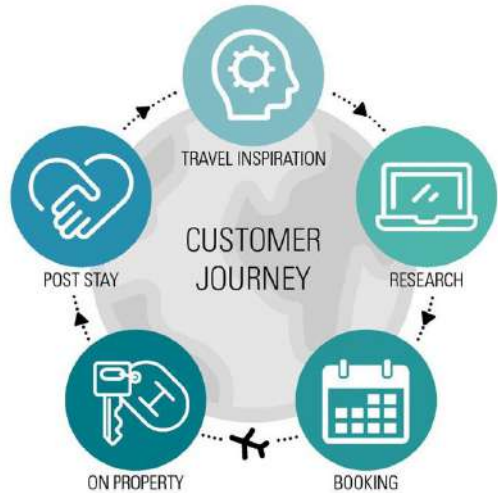 TRAVEL INSPIRATION
CUSTOMER
JOURNEY
POST STAY
RESEARCH
H
ON PROPERTY
BOOKING